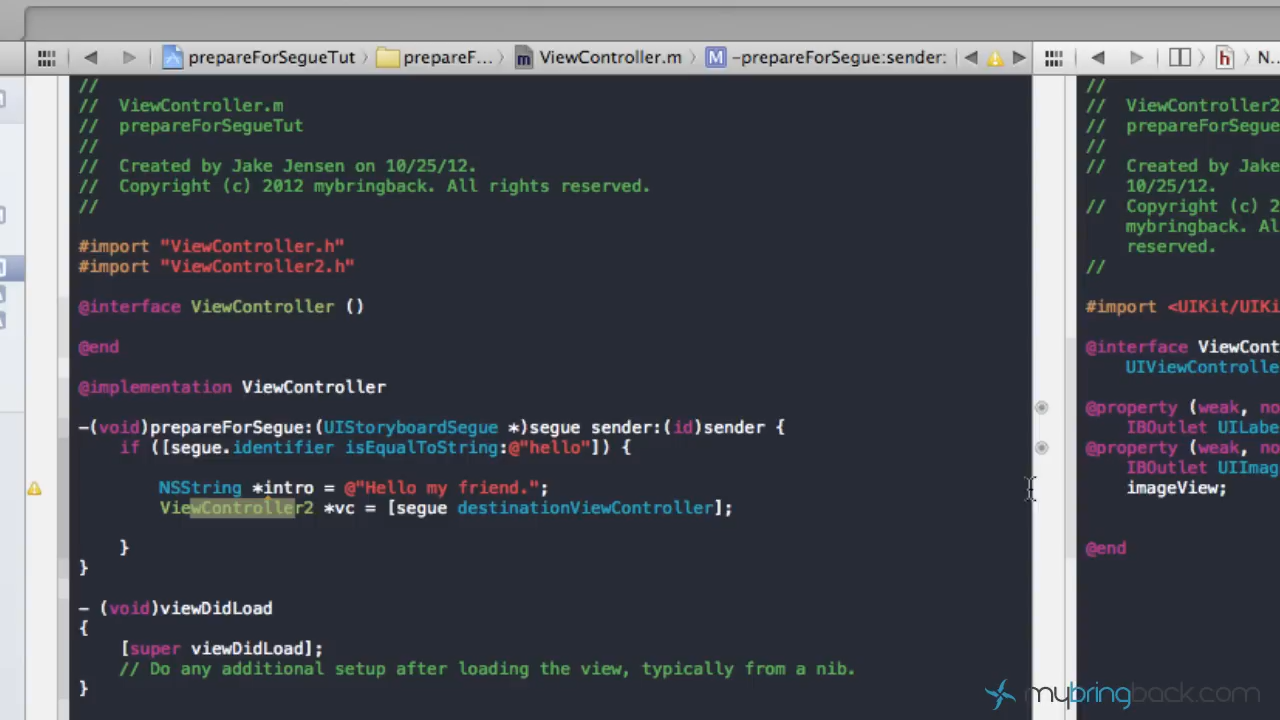 prepareForSegueTut prepareF... ViewController.m -prepareForSegue:sender:
//
// ViewController.m
// prepareForSegueTut
//
// Created by Jake Jensen on 10/25/12.
// Copyright (c) 2012 mybringback. All rights reserved.
//
#import "ViewController.h"
#import "ViewController2.h"
@interface ViewController ()
@end
@implementation ViewController
-(void)prepareForSegue:(UIStoryboardSegue *)segue sender:(id)sender {
if ([segue.identifier isEqualToString:@"hello"]) {
NSString *intro = @"Hello my friend.";
ViewController2 *vc = [segue destinationViewController];
}
}
- (void)viewDidLoad
{
[super viewDidLoad];
// Do any additional setup after loading the view, typically from a nib.
}
h N..
//
// ViewController2
// prepareForSegue
//
// Created by Jake
10/25/12.
// Copyright (c) 2
mybringback. Al
reserved.
//
#import <UIKit/UIKi
@interface ViewCont
UIViewControlle
@property (weak, no
IBOutlet UILabe
@property (weak, no
IBOutlet UIImag
imageView;
@end
mybringback.com